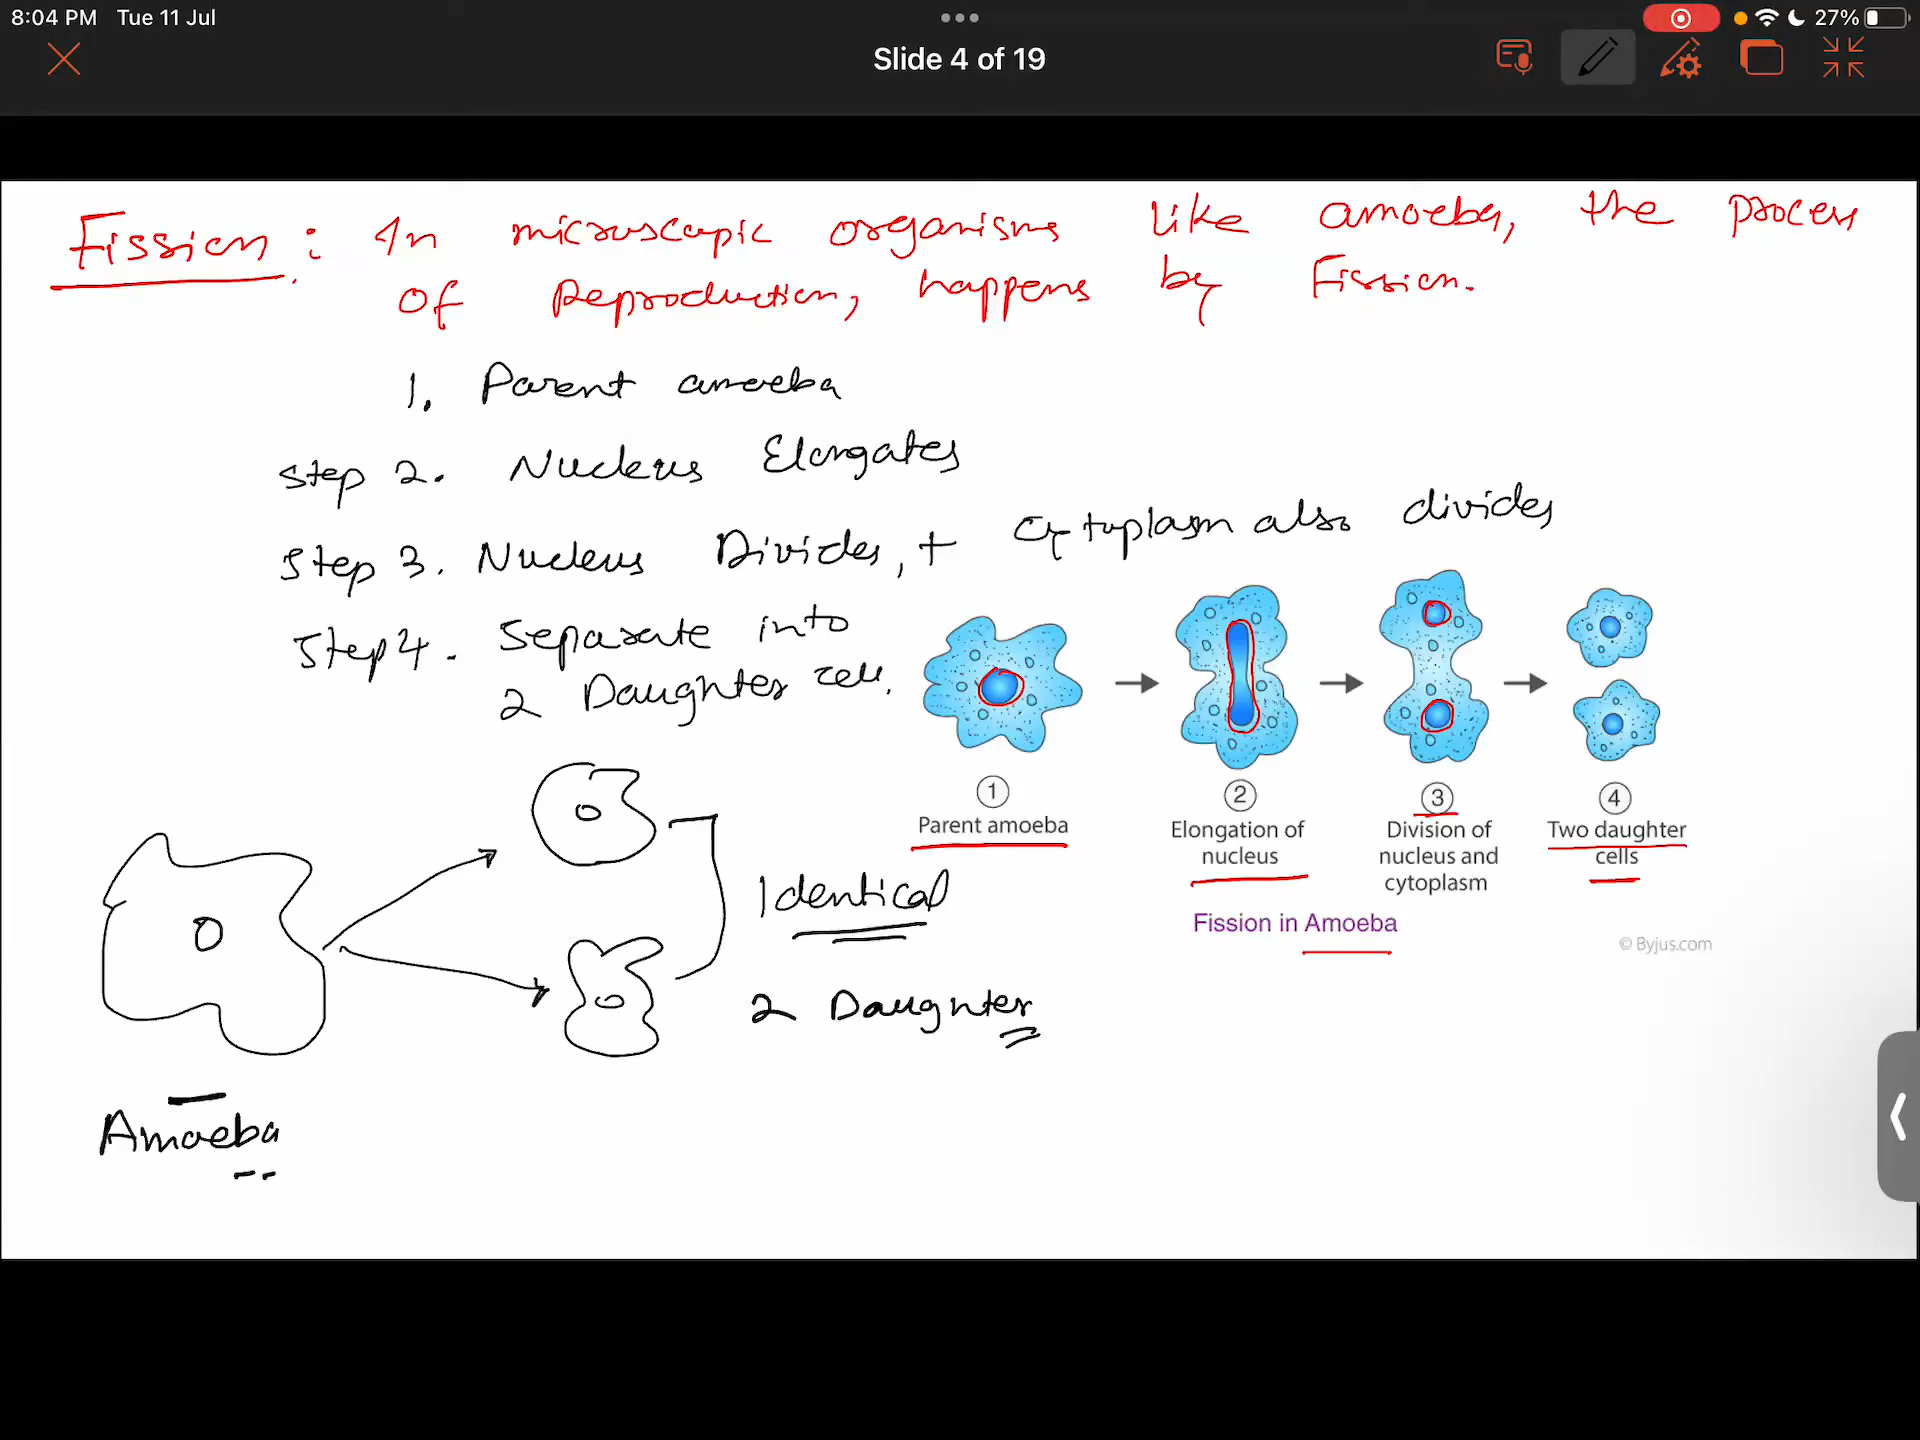 8:04 PM Tue 11 Jul
27%
Slide 4 of 19
Fission : In microscopic organisms like amoeba, the process
of Reproduction, happens by Fission.
1. Parent amoeba
Step 2. Nucleus Elongates
Step 3. Nucleus Divides, + Cytoplasm also divides
Step 4. Separate into
2 Daughter cell.
1
Parent amoeba
2
Elongation of
nucleus
3
Division of
nucleus and
cytoplasm
4
Two daughter
cells
Fission in Amoeba
© Byjus.com
Identical
2 Daughter
Amoeba